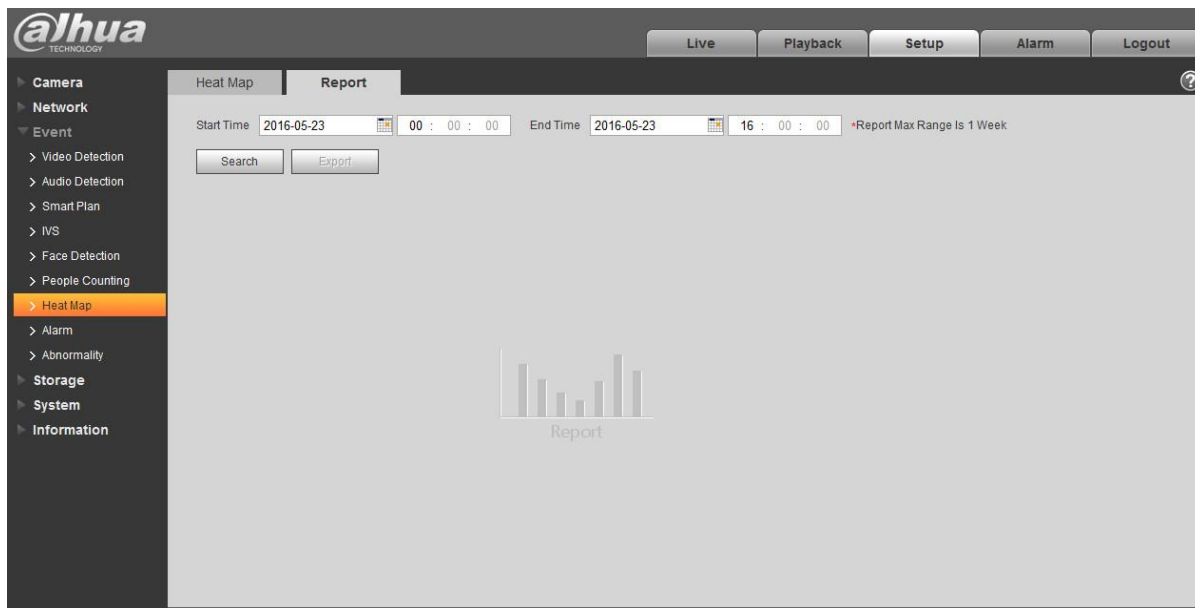 alhua
TECHNOLOGY
Live Playback Setup Alarm Logout
Camera
Network
Event
Video Detection
Audio Detection
Smart Plan
IVS
Face Detection
People Counting
Heat Map
Alarm
Abnormality
Storage
System
Information
Heat Map Report
Start Time 2016-05-23 00 : 00 : 00 End Time 2016-05-23 16 : 00 : 00 *Report Max Range Is 1 Week
Search Export
Report